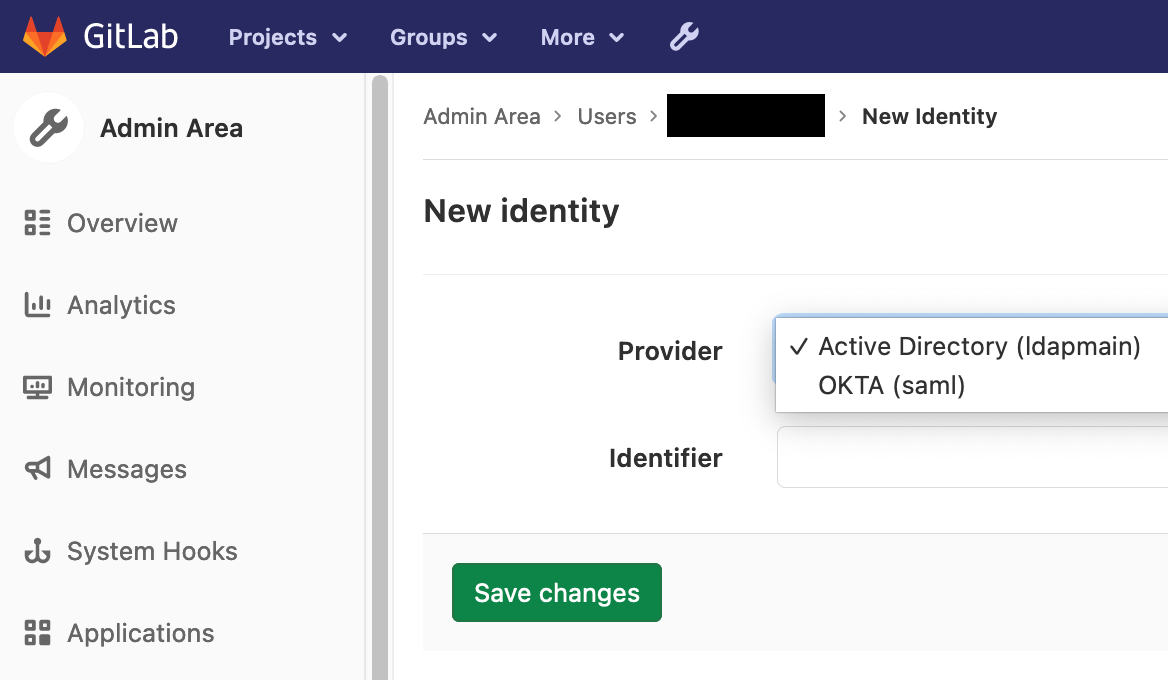 GitLab Projects Groups More
Admin Area
Overview
Analytics
Monitoring
Messages
System Hooks
Applications
Admin Area > Users > > New Identity
New identity
Provider
✓ Active Directory (ldapmain)
OKTA (saml)
Identifier
Save changes